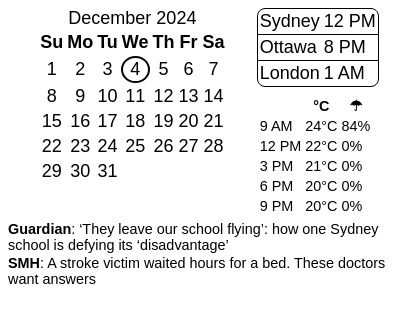 December 2024
Su Mo Tu We Th Fr Sa
1 2 3 4 5 6 7
8 9 10 11 12 13 14
15 16 17 18 19 20 21
22 23 24 25 26 27 28
29 30 31
Sydney 12 PM
Ottawa 8 PM
London 1 AM
°C ☂
9 AM 24°C 84%
12 PM 22°C 0%
3 PM 21°C 0%
6 PM 20°C 0%
9 PM 20°C 0%
Guardian: ‘They leave our school flying’: how one Sydney
school is defying its ‘disadvantage’
SMH: A stroke victim waited hours for a bed. These doctors
want answers